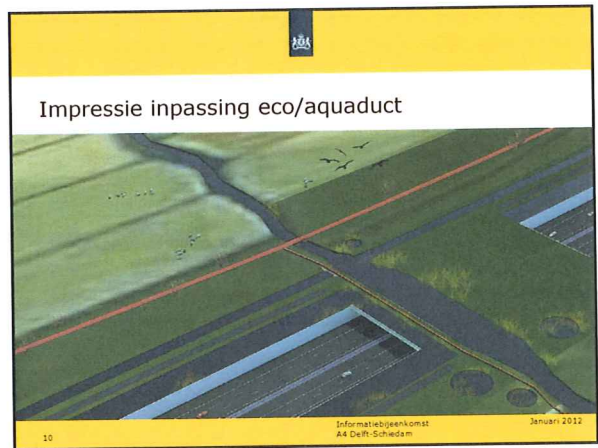 Impressie inpassing eco/aquaduct
10
Informatiebijeenkomst
A4 Delft-Schiedam
Januari 2012